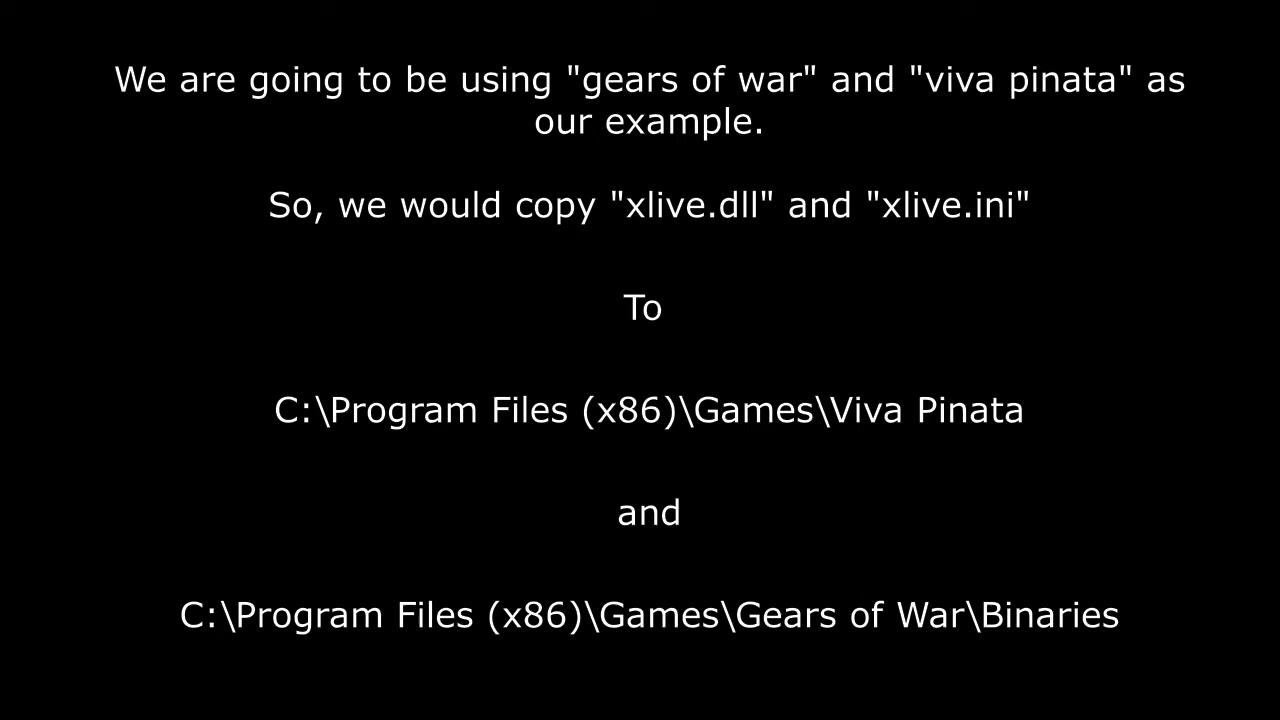 We are going to be using "gears of war" and "viva pinata" as
our example.
So, we would copy "xlive.dll" and "xlive.ini"
To
C:\Program Files (x86)\Games\Viva Pinata
and
C:\Program Files (x86)\Games\Gears of War\Binaries